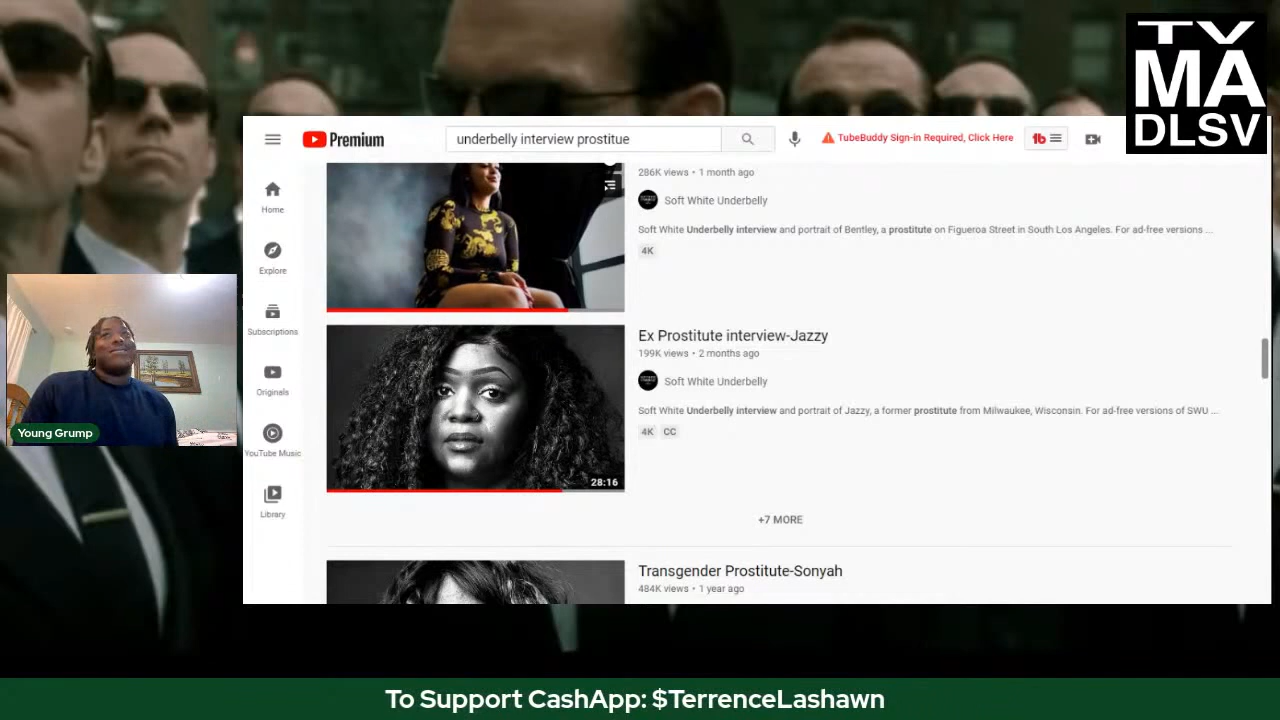 TV
MA
DLSV
Premium
underbelly interview prostitue
TubeBuddy Sign-in Required, Click Here
tb
Home
Explore
Subscriptions
Originals
YouTube Music
Library
286K views • 1 month ago
Soft White Underbelly
Soft White Underbelly interview and portrait of Bentley, a prostitute on Figueroa Street in South Los Angeles. For ad-free versions ...
4K
Ex Prostitute interview-Jazzy
199K views • 2 months ago
Soft White Underbelly
Soft White Underbelly interview and portrait of Jazzy, a former prostitute from Milwaukee, Wisconsin. For ad-free versions of SWU ...
4K CC
28:16
+7 MORE
Transgender Prostitute-Sonyah
484K views • 1 year ago
Young Grump
To Support CashApp: $TerrenceLashawn